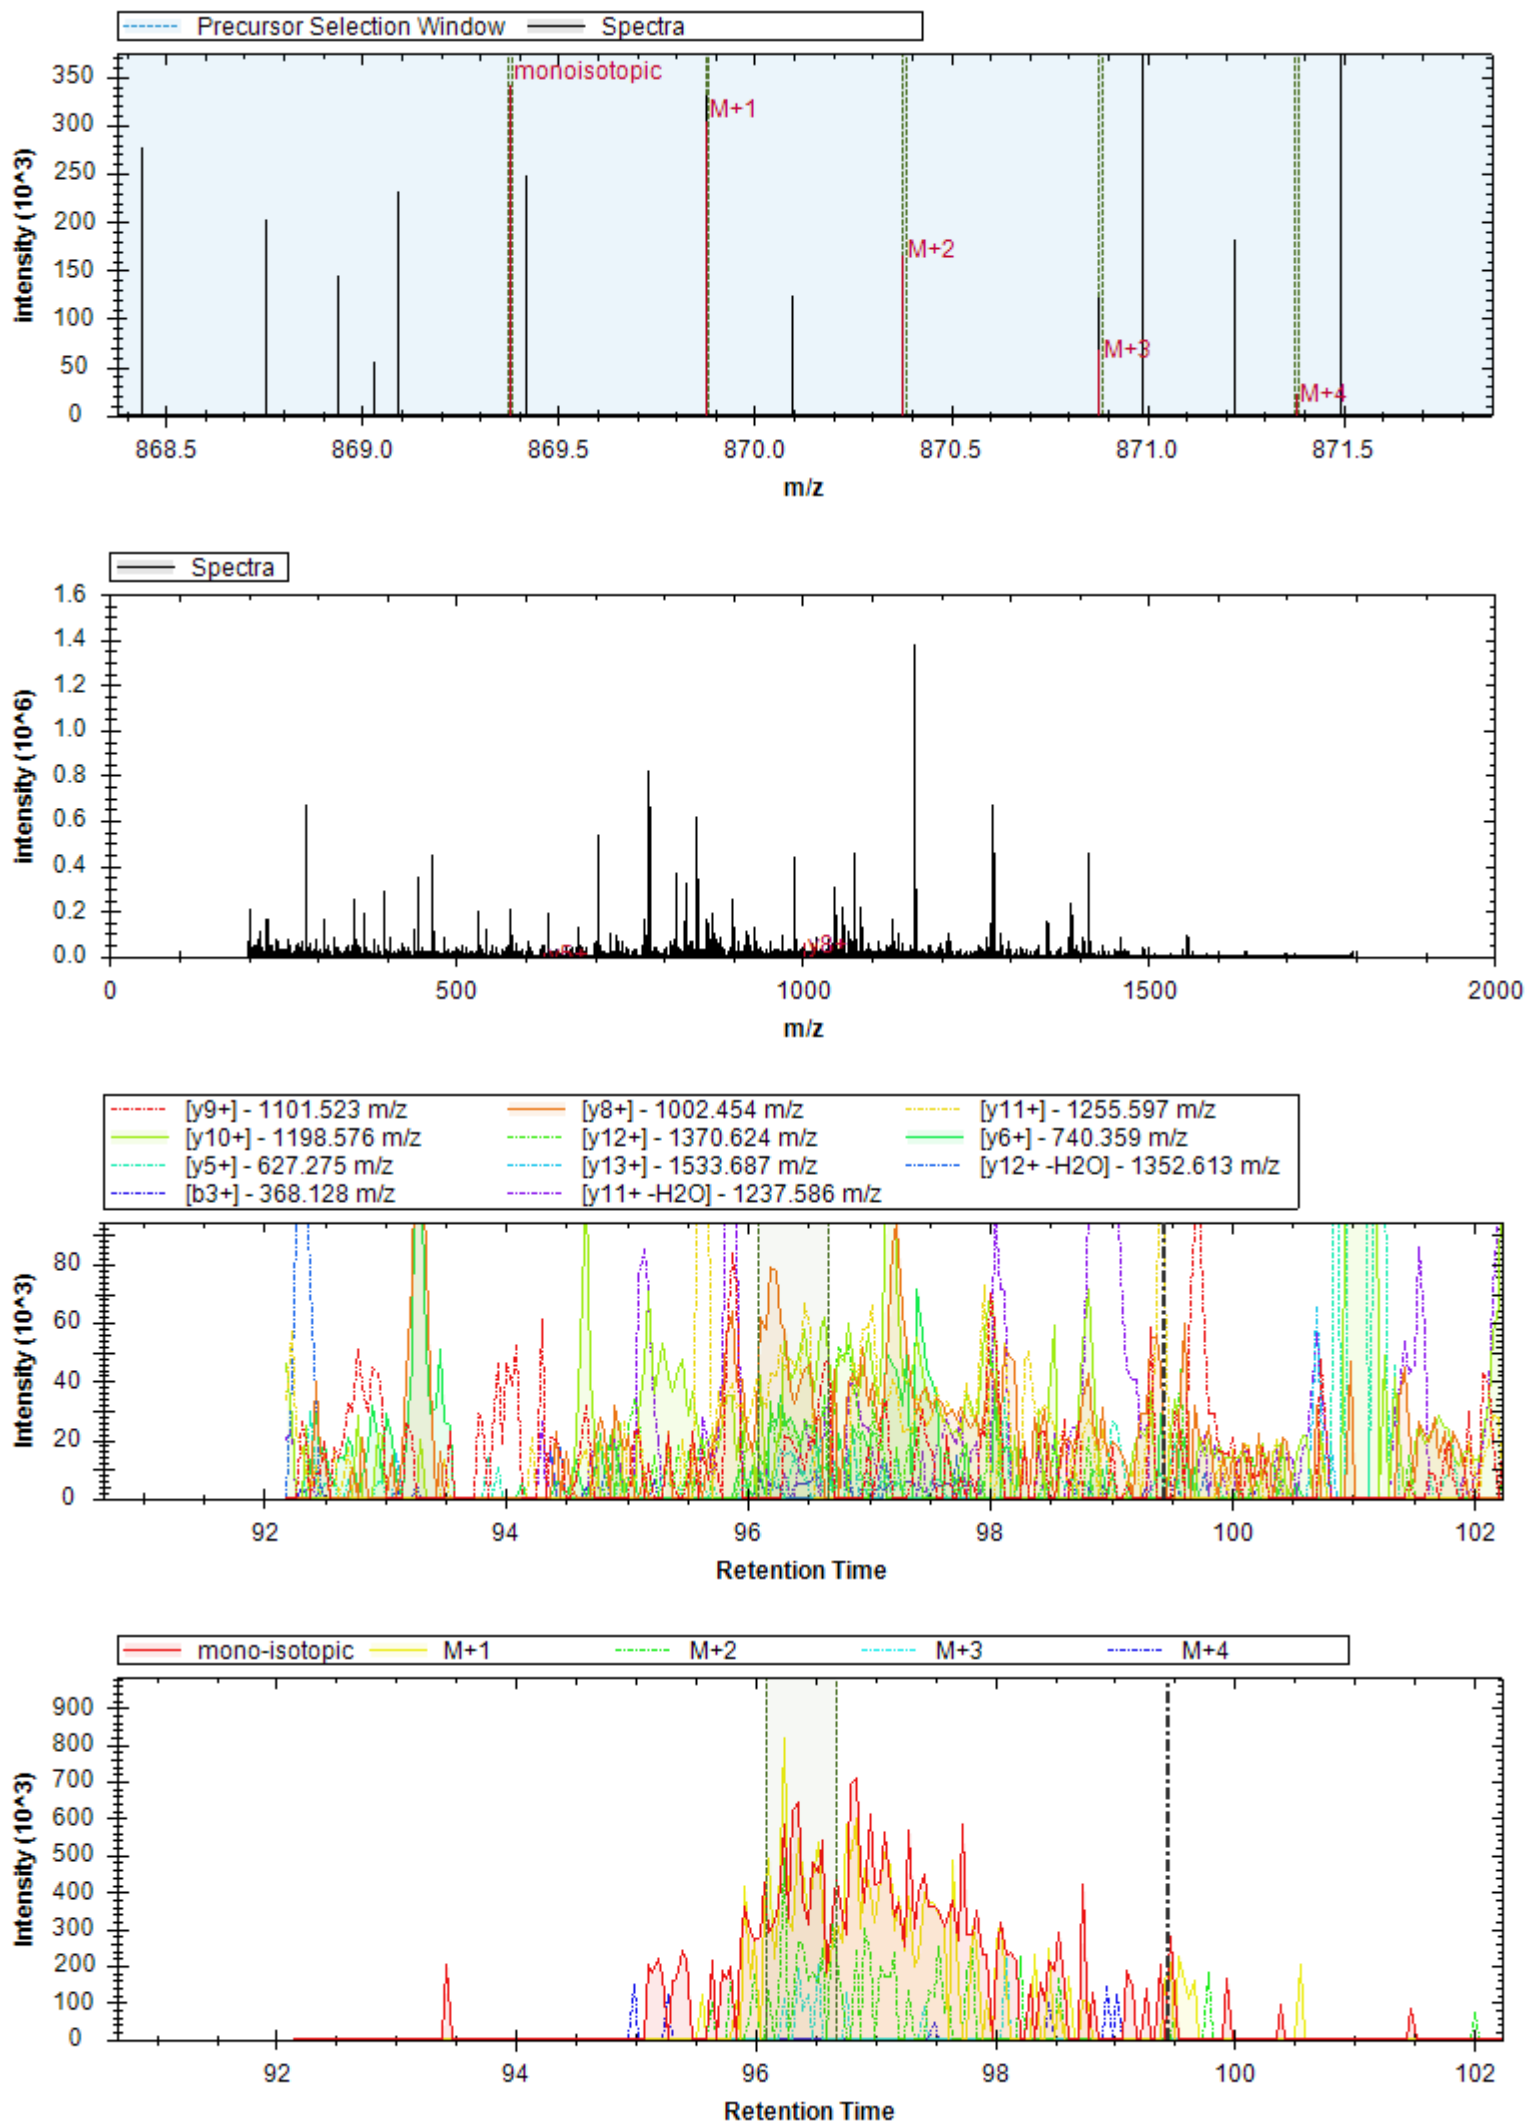 Precursor Selection Window Spectra
350
300
250
200
150
100
50
0
intensity (10^3)
monoisotopic
M+1
M+2
M+3
M+4
868.5 869.0 869.5 870.0 870.5 871.0 871.5
m/z
Spectra
1.6
1.4
1.2
1.0
0.8
0.6
0.4
0.2
0.0
intensity (10^6)
y8+
0 500 1000 1500 2000
m/z
[y9+] - 1101.523 m/z [y8+] - 1002.454 m/z [y11+] - 1255.597 m/z
[y10+] - 1198.576 m/z [y12+] - 1370.624 m/z [y6+] - 740.359 m/z
[y5+] - 627.275 m/z [y13+] - 1533.687 m/z [y12+ -H2O] - 1352.613 m/z
[b3+] - 368.128 m/z [y11+ -H2O] - 1237.586 m/z
80
60
40
20
0
Intensity (10^3)
92 94 96 98 100 102
Retention Time
mono-isotopic M+1 M+2 M+3 M+4
900
800
700
600
500
400
300
200
100
0
Intensity (10^3)
92 94 96 98 100 102
Retention Time